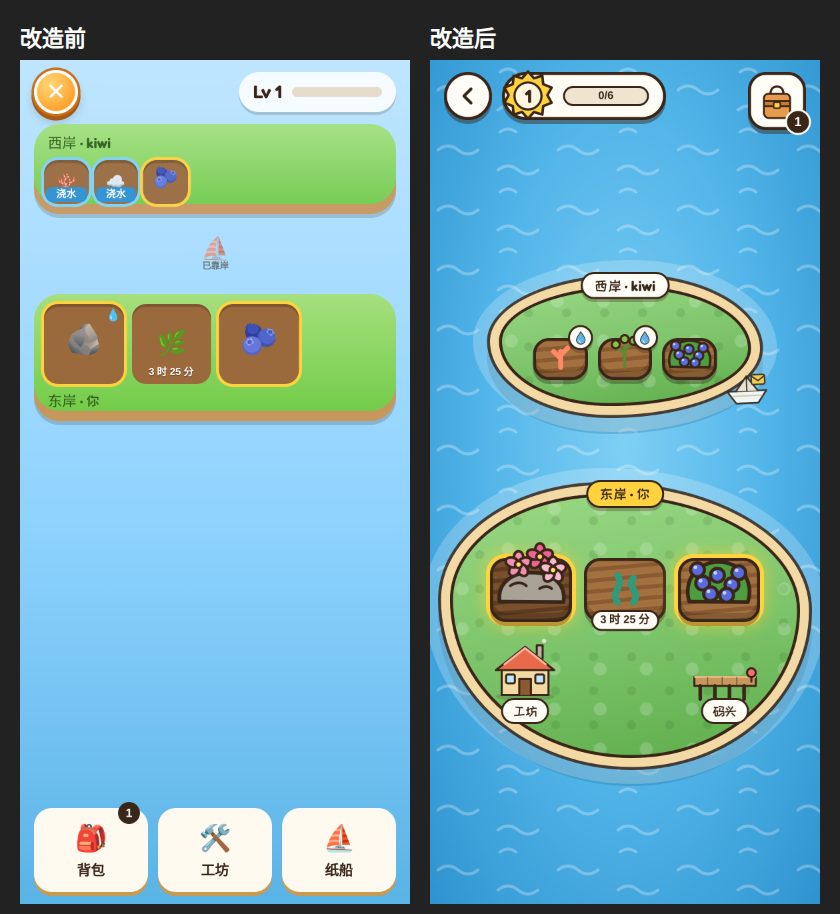 改造前
Lv 1
西岸 · kiwi
浇水
浇水
已靠岸
3 时 25 分
东岸 · 你
1
背包
工坊
纸船
改造后
1
0/6
1
西岸 · kiwi
东岸 · 你
3 时 25 分
工坊
码头